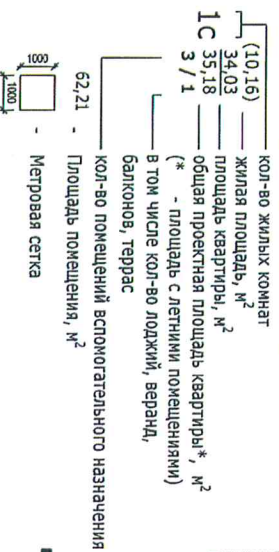 кол-во жилых комнат
(10,16) жилая площадь, м²
1С 34,03 площадь квартиры, м²
35,18 общая проектная площадь квартиры*, м²
3 / 1 (* - площадь с летними помещениями)
в том числе кол-во лоджий, веранд,
балконов, террас
кол-во помещений вспомогательного назначения
62,21 - Площадь помещения, м²
1000 1000 - Метровая сетка